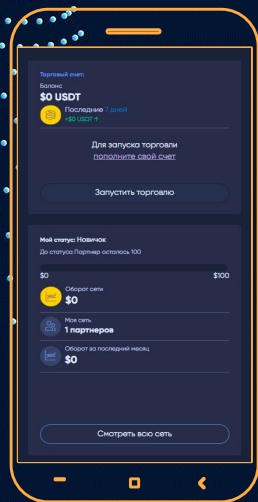 Торговый счет:
Баланс
$0 USDT
Последние 7 дней
+$0 USDT ↑
Для запуска торговли
пополните свой счет
Запустить торговлю
Мой статус: Новичок
До статуса Партнер осталось 100
$0 $100
Оборот сети
$0
Моя сеть
1 партнеров
Оборот за последний месяц
$0
Смотреть всю сеть